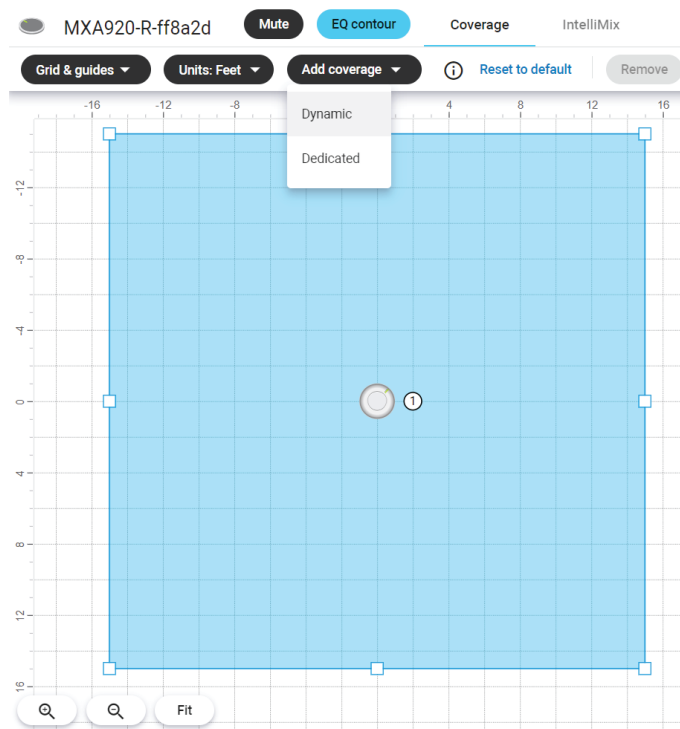 MXA920-R-ff8a2d Mute EQ contour Coverage IntelliMix
Grid & guides Units: Feet Add coverage Reset to default Remove
-16 -12 -8 4 8 12 16
Dynamic
Dedicated
-12
-8
-4
0
1
4
8
12
16
Fit